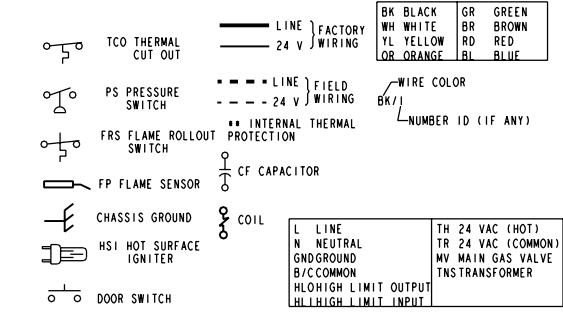 TCO THERMAL
CUT OUT
PS PRESSURE
SWITCH
FRS FLAME ROLLOUT
SWITCH
FP FLAME SENSOR
CHASSIS GROUND
HSI HOT SURFACE
IGNITER
DOOR SWITCH
LINE
24 V
FACTORY
WIRING
LINE
24 V
FIELD
WIRING
INTERNAL THERMAL
PROTECTION
CF CAPACITOR
COIL
BK BLACK GR GREEN
WH WHITE BR BROWN
YL YELLOW RD RED
OR ORANGE BL BLUE
WIRE COLOR
BK/1
NUMBER ID (IF ANY)
L LINE
N NEUTRAL
GNDGROUND
B/CCOMMON
HLOHIGH LIMIT OUTPUT
HLIHIGH LIMIT INPUT
TH 24 VAC (HOT)
TR 24 VAC (COMMON)
MV MAIN GAS VALVE
TNSTRANSFORMER